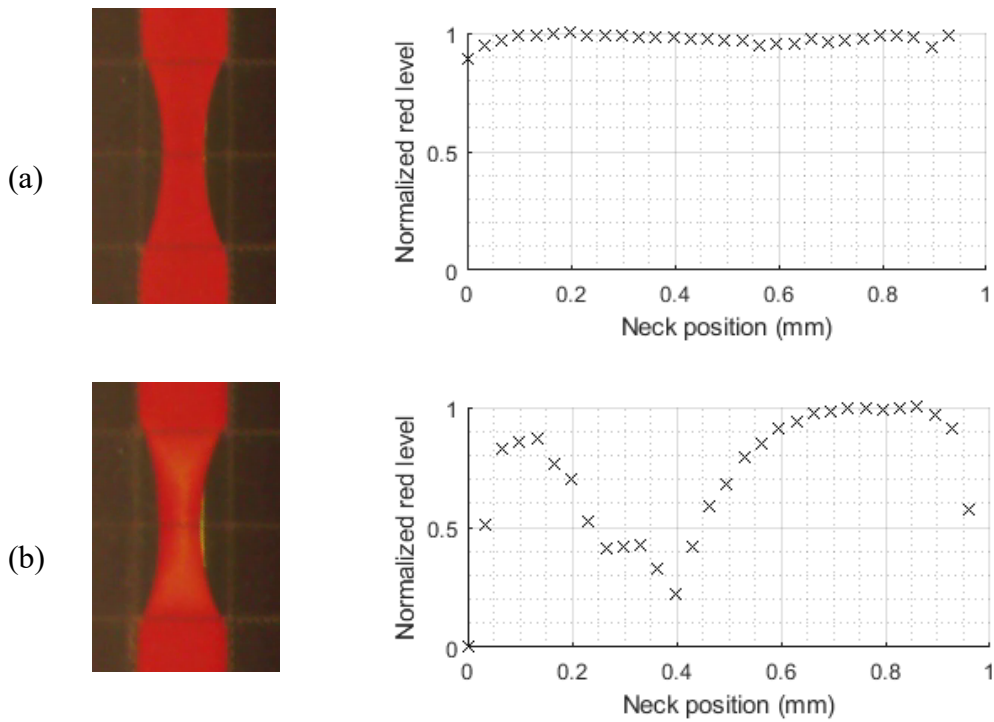 (a)
Normalized red level
1
0.5
0
0 0.2 0.4 0.6 0.8 1
Neck position (mm)
(b)
Normalized red level
1
0.5
0
0 0.2 0.4 0.6 0.8 1
Neck position (mm)